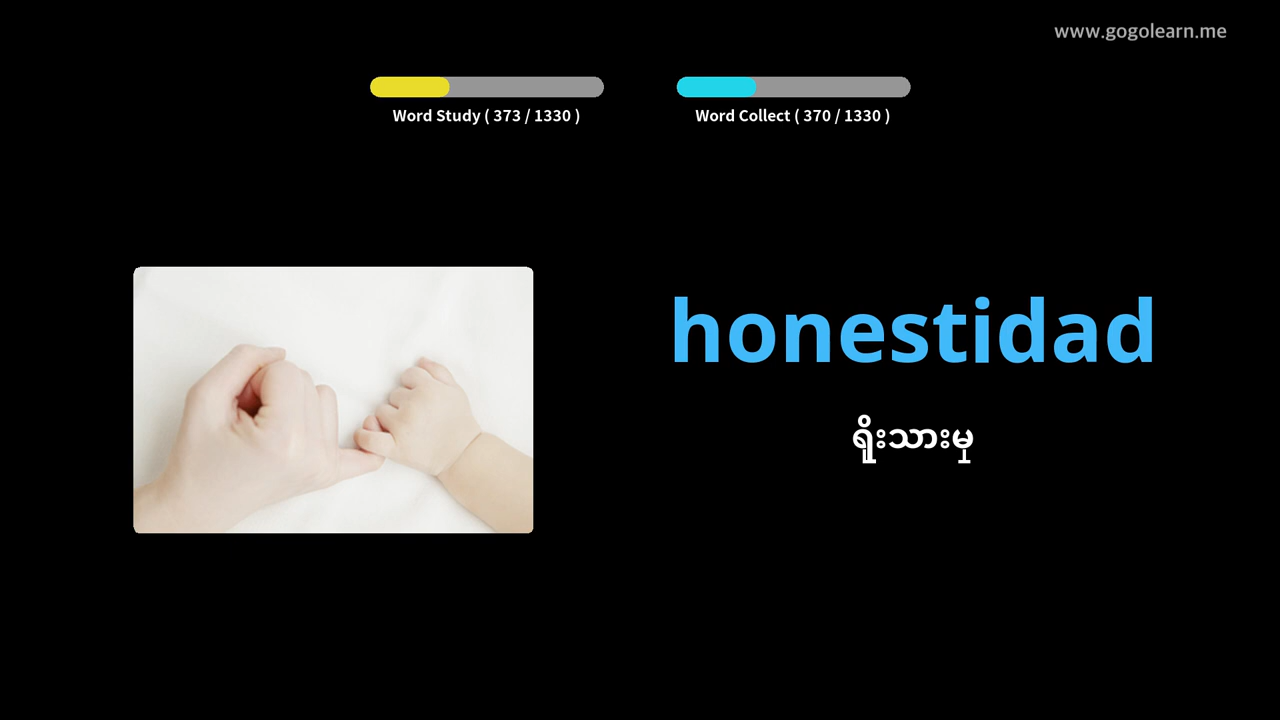 www.gogolearn.me
Word Study ( 373 / 1330 )
Word Collect ( 370 / 1330 )
honestidad
ရိုးသားမှု